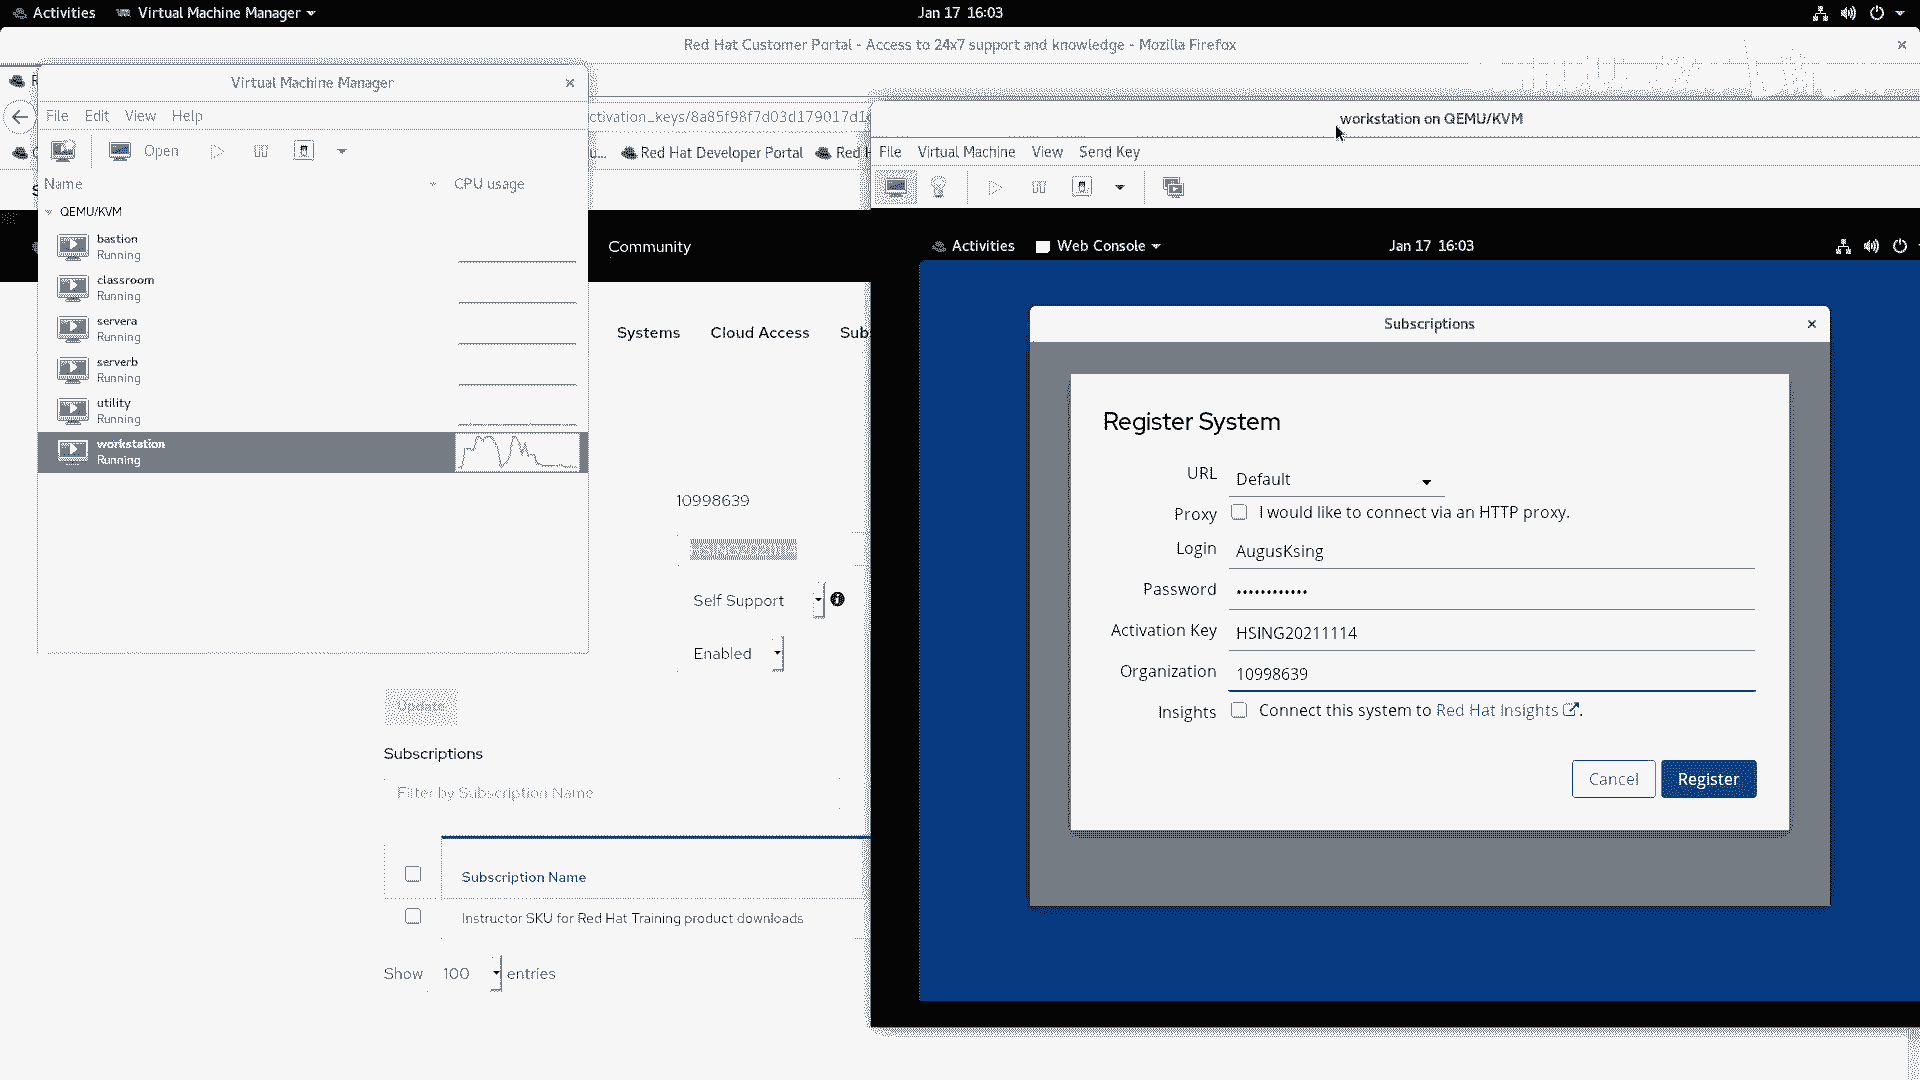 Activities Virtual Machine Manager Jan 17 16:03
Red Hat Customer Portal - Access to 24x7 support and knowledge - Mozilla Firefox
Virtual Machine Manager
File Edit View Help
Open
Name CPU usage
QEMU/KVM
bastion
Running
classroom
Running
servera
Running
serverb
Running
utility
Running
workstation
Running
ctivation_keys/8a85f98f7d03d179017d1
u... Red Hat Developer Portal Red H
Community
Systems Cloud Access Sub
10998639
Self Support
Enabled
Update
Subscriptions
Filter by Subscription Name
Subscription Name
Instructor SKU for Red Hat Training product downloads
Show 100 entries
workstation on QEMU/KVM
File Virtual Machine View Send Key
Activities Web Console Jan 17 16:03
Subscriptions
Register System
URL Default
Proxy I would like to connect via an HTTP proxy.
Login AugusKsing
Password ••••••••••••
Activation Key HSING20211114
Organization 10998639
Insights Connect this system to Red Hat Insights.
Cancel Register